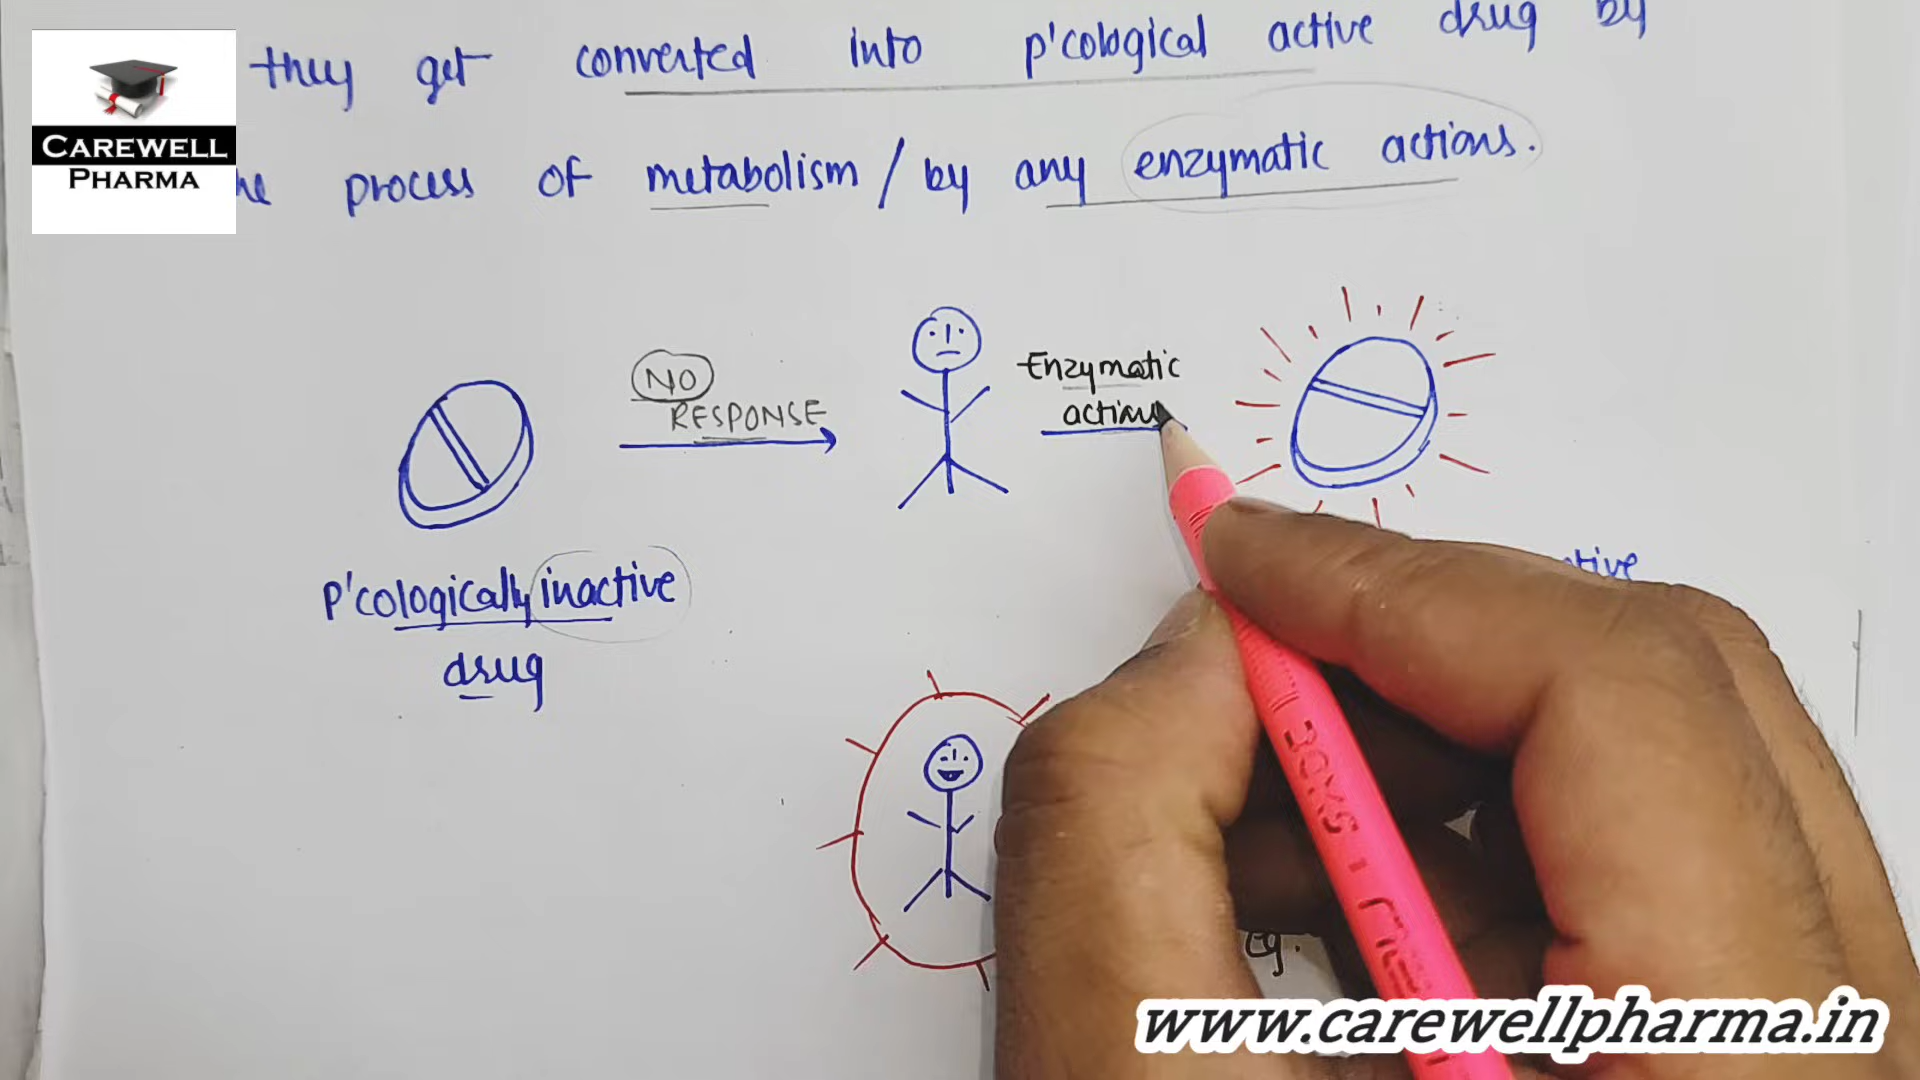 they get converted into p'cological active drug by
CAREWELL
PHARMA
process of metabolism / by any enzymatic actions.
NO
RESPONSE
Enzymatic
actions
P'cologically inactive
drug
eg.
www.carewellpharma.in